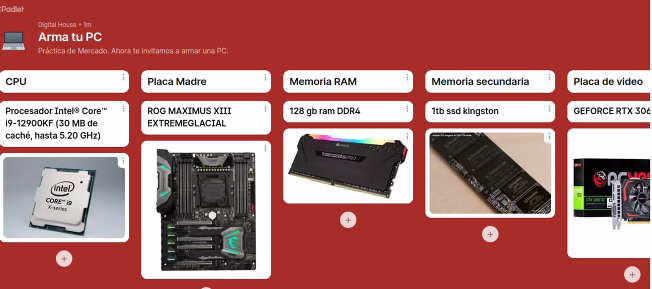 Padlet
Digital House • 1m
Arma tu PC
Práctica de Mercado. Ahora te invitamos a armar una PC.
CPU
Placa Madre
Memoria RAM
Memoria secundaria
Placa de video
Procesador Intel® Core™
i9-12900KF (30 MB de
caché, hasta 5.20 GHz)
ROG MAXIMUS XIII
EXTREMEGLACIAL
128 gb ram DDR4
1tb ssd kingston
GEFORCE RTX 306
intel
CORE i9
X-series